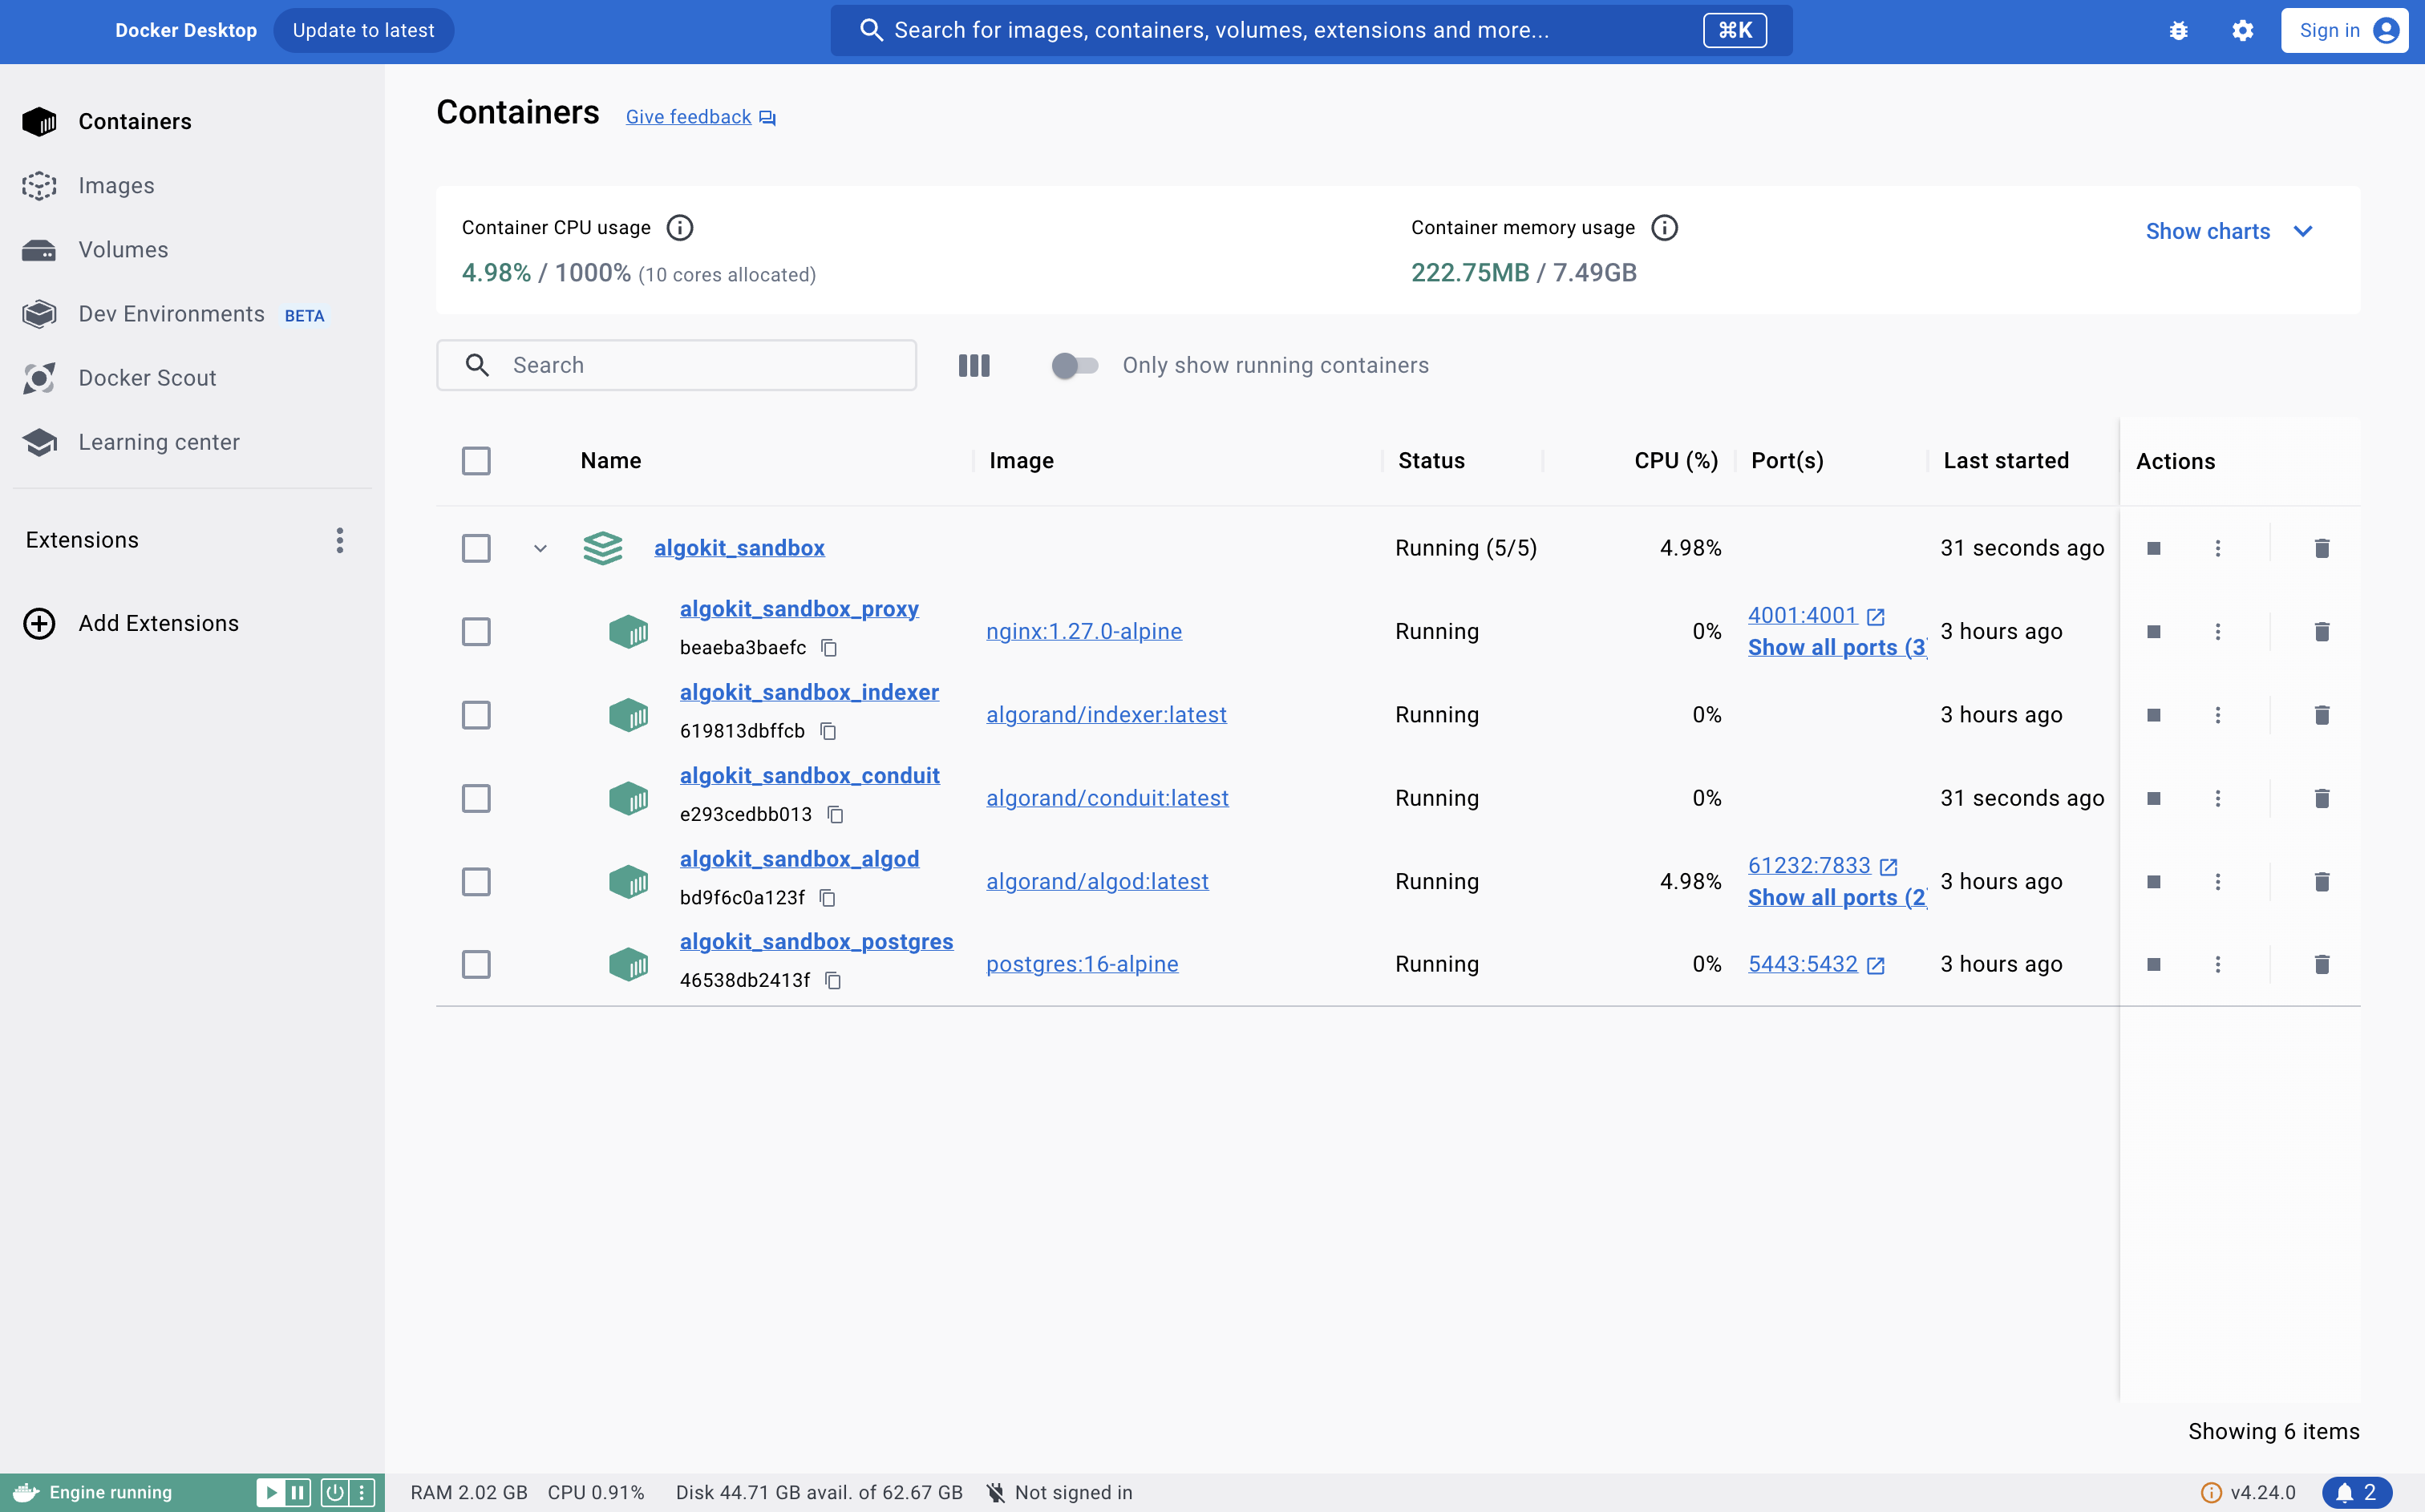 Docker Desktop
Update to latest
Search for images, containers, volumes, extensions and more...
⌘K
Sign in
Containers
Images
Volumes
Dev Environments BETA
Docker Scout
Learning center
Extensions
Add Extensions
Containers
Give feedback
Container CPU usage
4.98% / 1000% (10 cores allocated)
Container memory usage
222.75MB / 7.49GB
Show charts
Search
Only show running containers
Name Image Status CPU (%) Port(s) Last started Actions
algokit_sandbox Running (5/5) 4.98% 31 seconds ago
algokit_sandbox_proxy
beaeba3baefc
nginx:1.27.0-alpine Running 0%
4001:4001
Show all ports (3)
3 hours ago
algokit_sandbox_indexer
619813dbffcb
algorand/indexer:latest Running 0% 3 hours ago
algokit_sandbox_conduit
e293cedbb013
algorand/conduit:latest Running 0% 31 seconds ago
algokit_sandbox_algod
bd9f6c0a123f
algorand/algod:latest Running 4.98%
61232:7833
Show all ports (2)
3 hours ago
algokit_sandbox_postgres
46538db2413f
postgres:16-alpine Running 0% 5443:5432 3 hours ago
Showing 6 items
Engine running
RAM 2.02 GB CPU 0.91% Disk 44.71 GB avail. of 62.67 GB Not signed in
v4.24.0
2